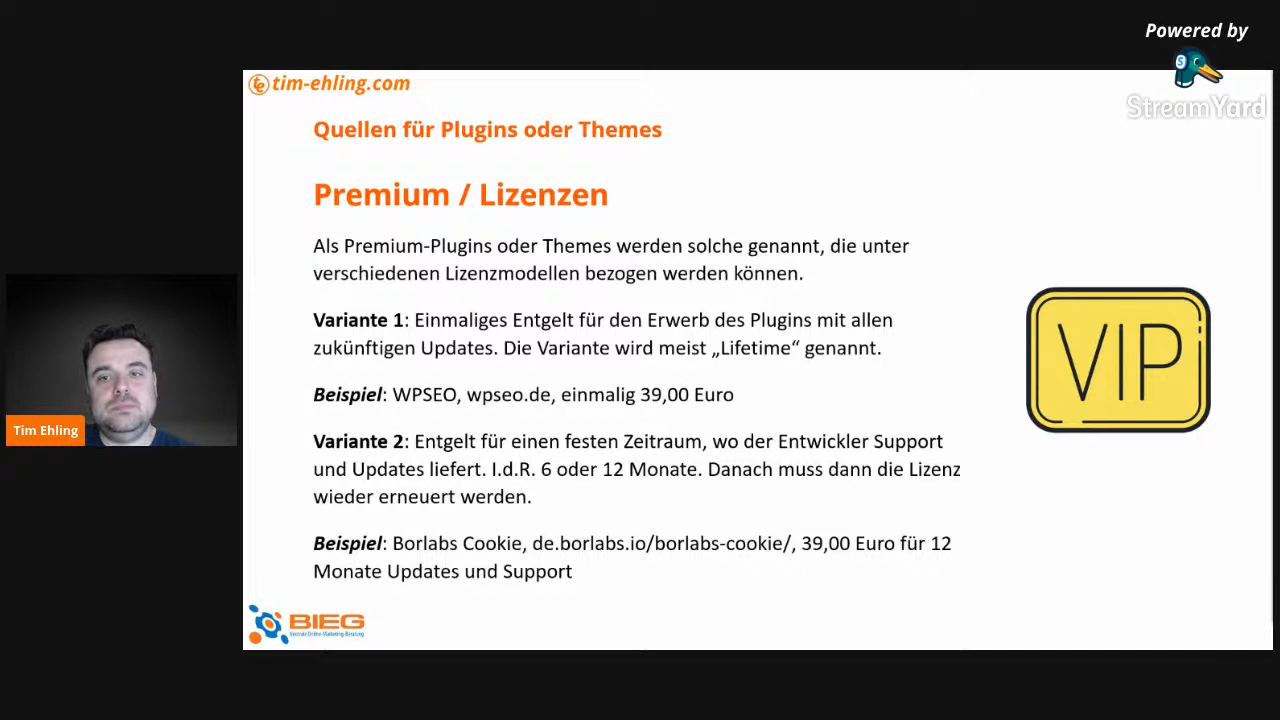 Powered by
StreamYard
tim-ehling.com
Quellen für Plugins oder Themes
Premium / Lizenzen
Als Premium-Plugins oder Themes werden solche genannt, die unter
verschiedenen Lizenzmodellen bezogen werden können.
Variante 1: Einmaliges Entgelt für den Erwerb des Plugins mit allen
zukünftigen Updates. Die Variante wird meist „Lifetime“ genannt.
Beispiel: WPSEO, wpseo.de, einmalig 39,00 Euro
Variante 2: Entgelt für einen festen Zeitraum, wo der Entwickler Support
und Updates liefert. I.d.R. 6 oder 12 Monate. Danach muss dann die Lizenz
wieder erneuert werden.
Beispiel: Borlabs Cookie, de.borlabs.io/borlabs-cookie/, 39,00 Euro für 12
Monate Updates und Support
VIP
Tim Ehling
BIEG